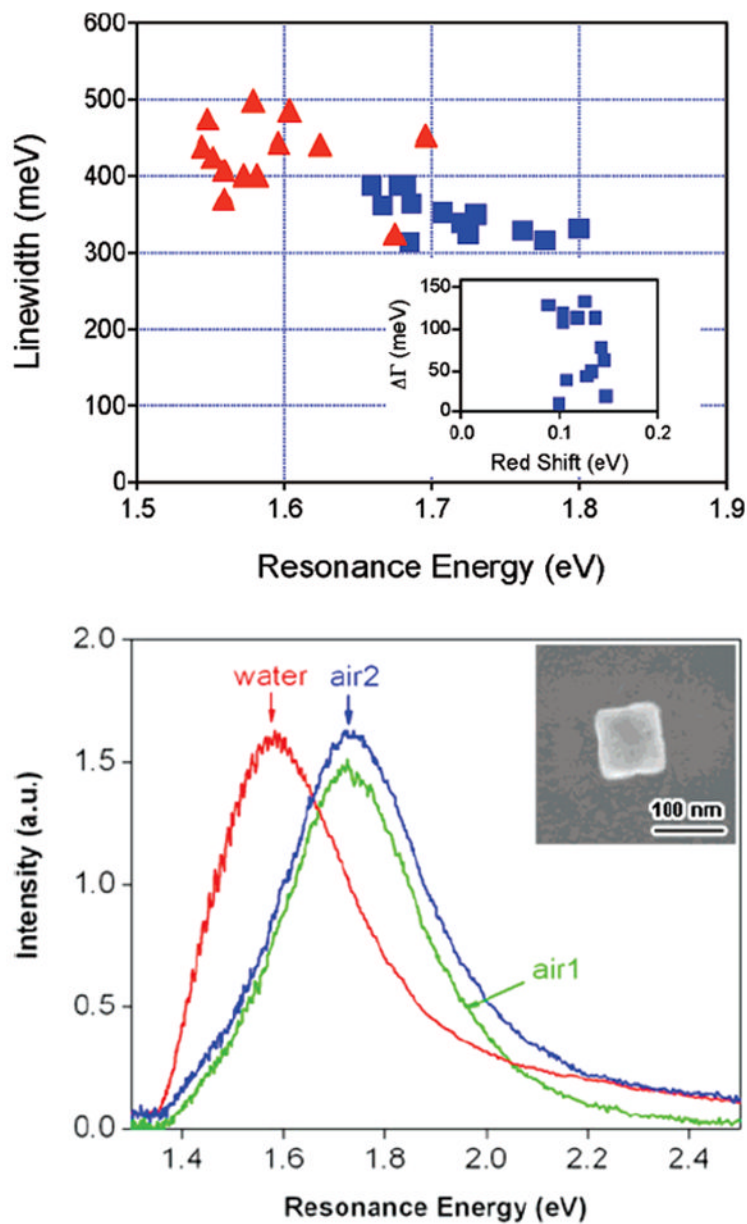 600
500
400
300
200
100
0
Linewidth (meV)
1.5 1.6 1.7 1.8 1.9
Resonance Energy (eV)
150
100
50
0
ΔΓ (meV)
0.0 0.1 0.2
Red Shift (eV)
2.0
1.5
1.0
0.5
0.0
Intensity (a.u.)
water air2
air1
100 nm
1.4 1.6 1.8 2.0 2.2 2.4
Resonance Energy (eV)